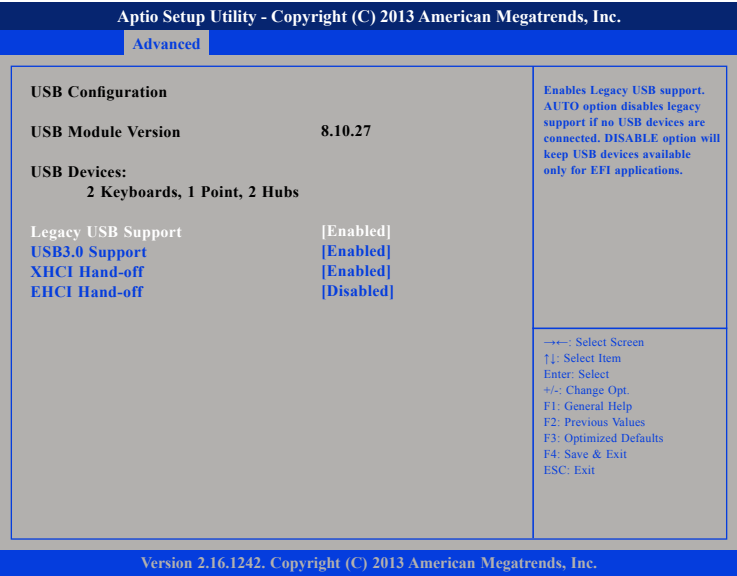 Aptio Setup Utility - Copyright (C) 2013 American Megatrends, Inc.
Advanced
USB Configuration
USB Module Version 8.10.27
USB Devices:
2 Keyboards, 1 Point, 2 Hubs
Legacy USB Support [Enabled]
USB3.0 Support [Enabled]
XHCI Hand-off [Enabled]
EHCI Hand-off [Disabled]
Enables Legacy USB support.
AUTO option disables legacy
support if no USB devices are
connected. DISABLE option will
keep USB devices available
only for EFI applications.
→←: Select Screen
↑↓: Select Item
Enter: Select
+/-: Change Opt.
F1: General Help
F2: Previous Values
F3: Optimized Defaults
F4: Save & Exit
ESC: Exit
Version 2.16.1242. Copyright (C) 2013 American Megatrends, Inc.